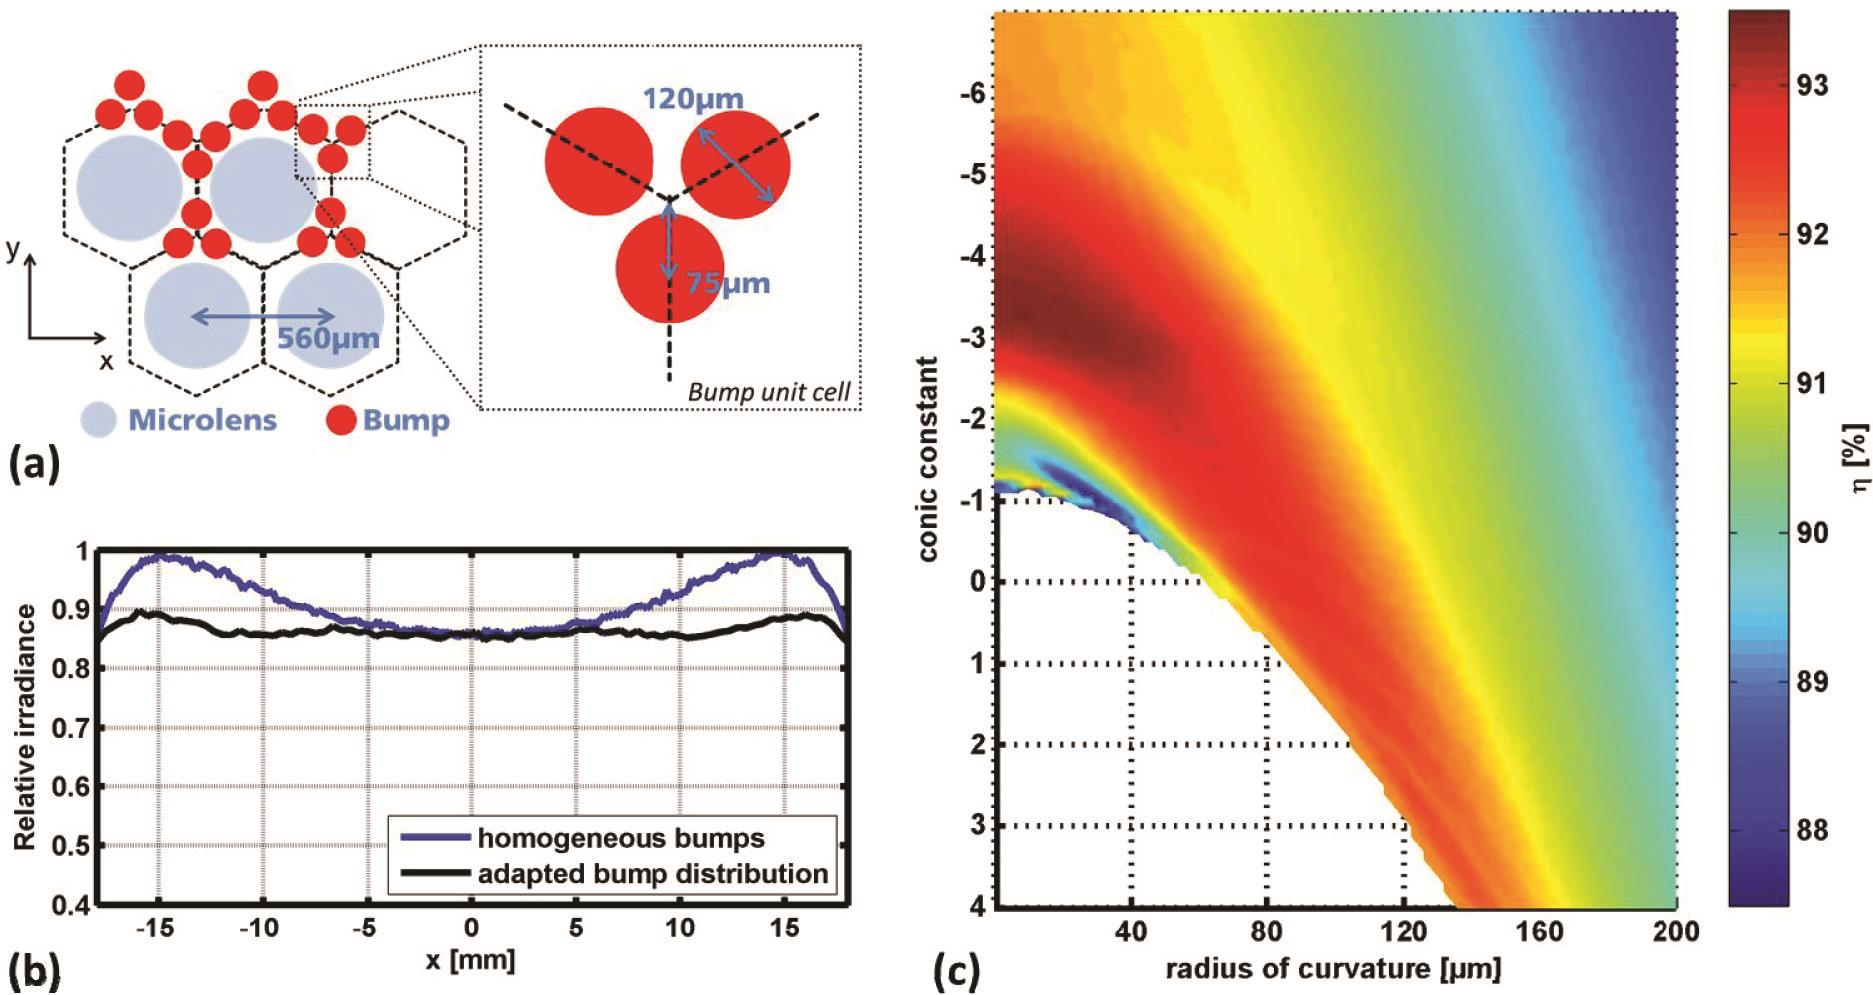 120μm
75μm
Bump unit cell
y
x
560μm
Microlens
Bump
(a)
1
0.9
0.8
0.7
0.6
0.5
0.4
Relative irradiance
homogeneous bumps
adapted bump distribution
-15
-10
-5
0
5
10
15
x [mm]
(b)
-6
-5
-4
-3
-2
-1
0
1
2
3
4
conic constant
40
80
120
160
200
radius of curvature [μm]
(c)
93
92
91
90
89
88
η [%]